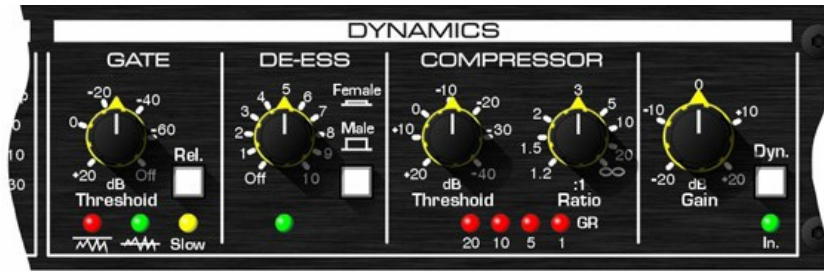 DYNAMICS
GATE
-20
-40
0
-60
+20
Off
dB
Threshold
Rel.
Slow
DE-ESS
5
4
6
3
7
2
8
1
9
Off
10
Female
Male
COMPRESSOR
-10
0
-20
+10
-30
+20
-40
dB
Threshold
3
2
5
1.5
10
1.2
20
∞
:1
Ratio
20
10
5
1
GR
0
-10
+10
-20
+20
dB
Gain
Dyn.
In.
10
30